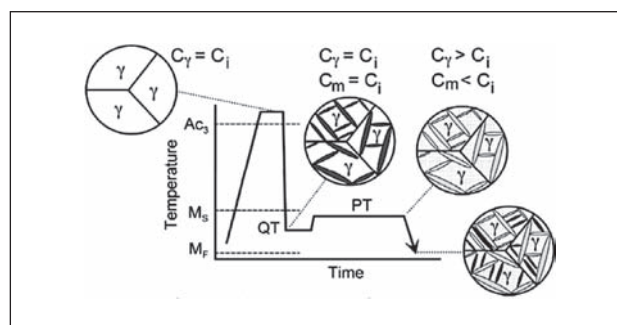 Cγ = Ci
Cγ = Ci
Cm = Ci
Cγ > Ci
Cm < Ci
γ
γ
γ
γ
γ
γ
γ
γ
γ
γ
γ
γ
Ac3
Temperature
MS
QT
PT
MF
Time